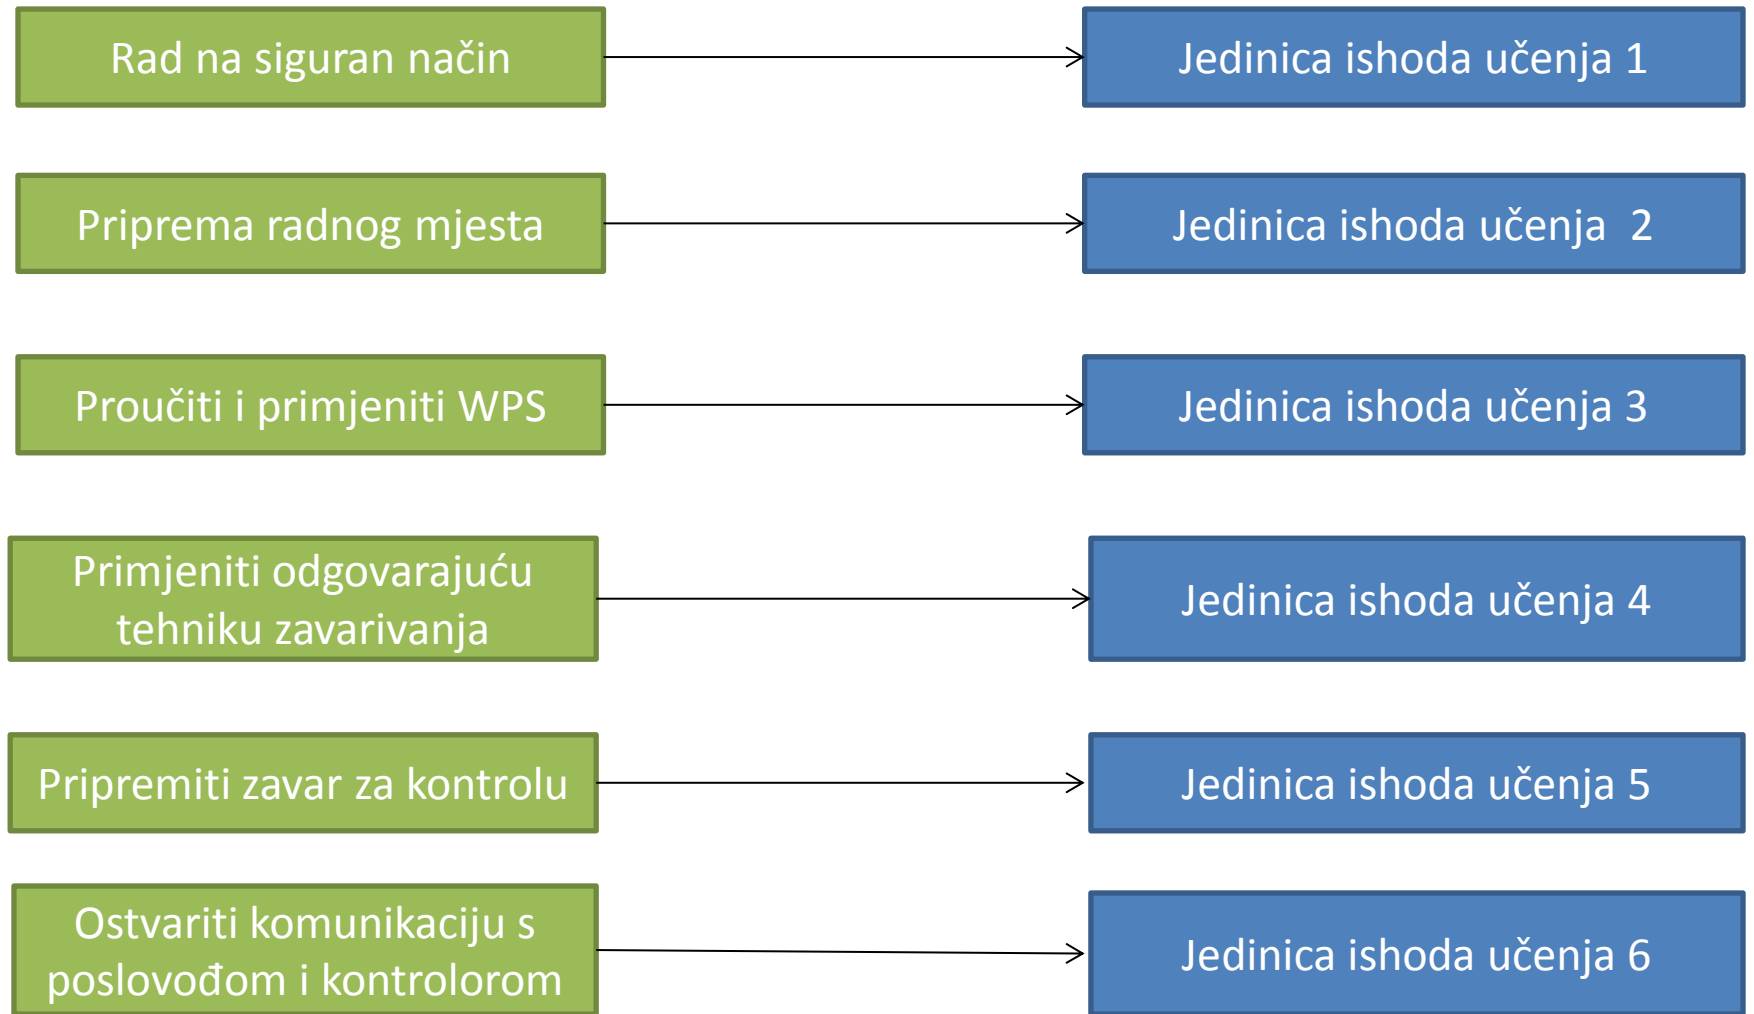 Rad na siguran način
Jedinica ishoda učenja 1
Priprema radnog mjesta
Jedinica ishoda učenja  2
Proučiti i primjeniti WPS
Jedinica ishoda učenja 3
Primjeniti odgovarajuću
tehniku zavarivanja
Jedinica ishoda učenja 4
Pripremiti zavar za kontrolu
Jedinica ishoda učenja 5
Ostvariti komunikaciju s
poslovođom i kontrolorom
Jedinica ishoda učenja 6